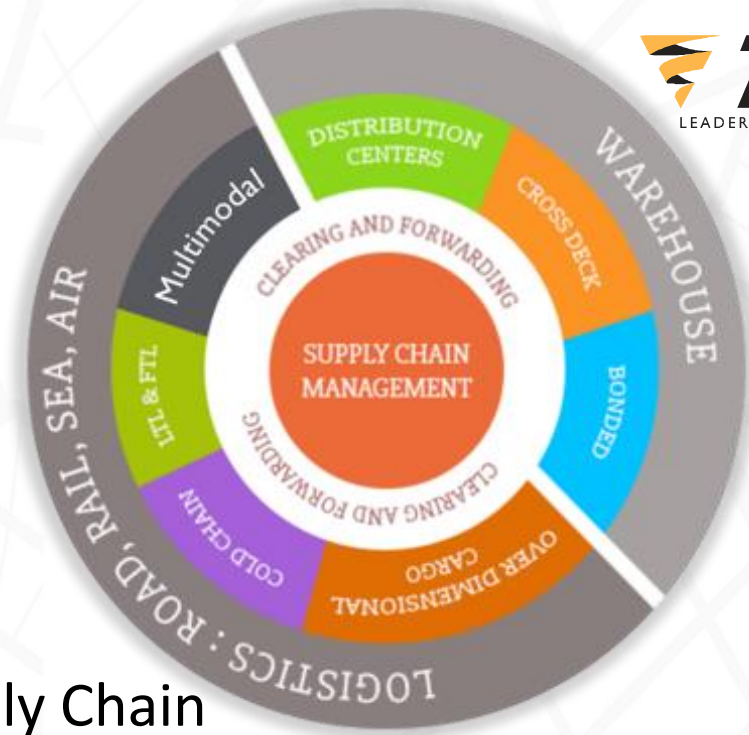 LEADER
WAREHOUSE
DISTRIBUTION
CENTERS
CROSS DECK
BONDED
Multimodal
LTL & FTL
COLD CHAIN
OVER DIMENSIONAL
CARGO
CLEARING AND FORWARDING
SUPPLY CHAIN
MANAGEMENT
CLEARING AND FORWARDING
LOGISTICS : ROAD, RAIL, SEA, AIR
ly Chain